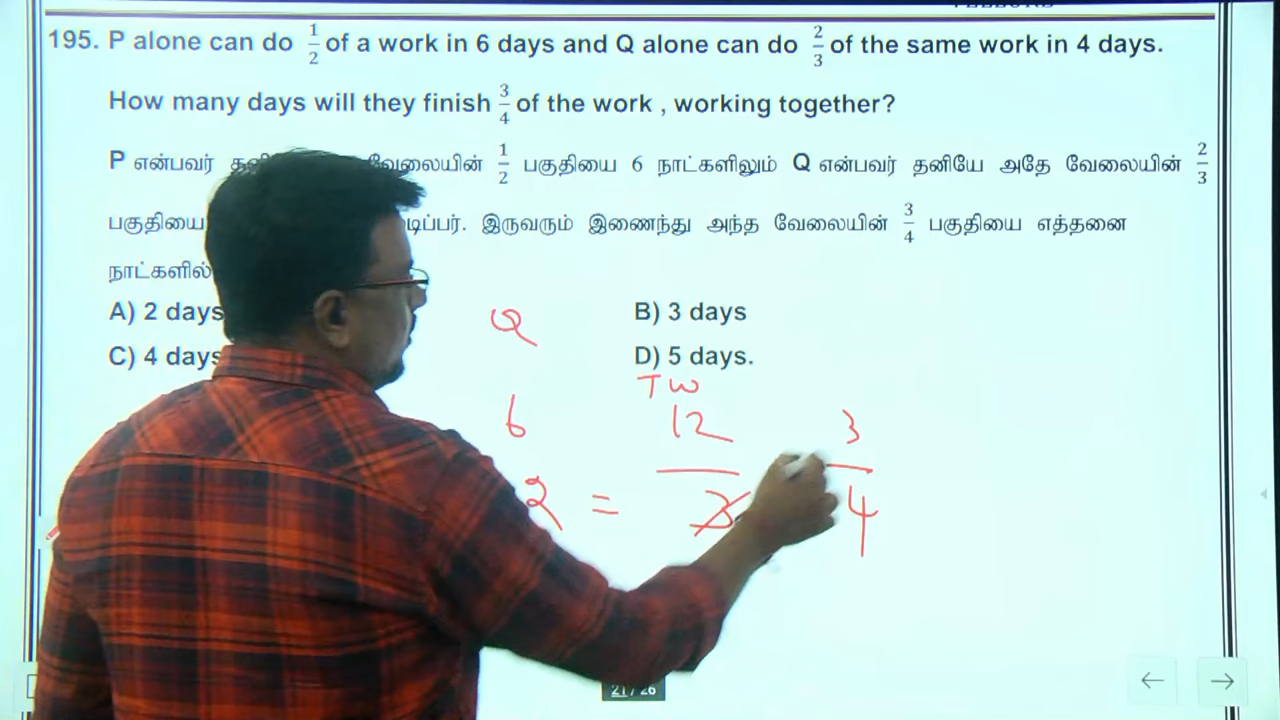 195. P alone can do 1/2 of a work in 6 days and Q alone can do 2/3 of the same work in 4 days.
How many days will they finish 3/4 of the work , working together?
P என்பவர் வேலையின் 1/2 பகுதியை 6 நாட்களிலும் Q என்பவர் தனியே அதே வேலையின் 2/3
பகுதியை இருவரும் இணைந்து அந்த வேலையின் 3/4 பகுதியை எத்தனை
நாட்களில்
A) 2 days
B) 3 days
C) 4 days
D) 5 days.
Q
TW
6 12 3
2 = 3 4
21 / 26